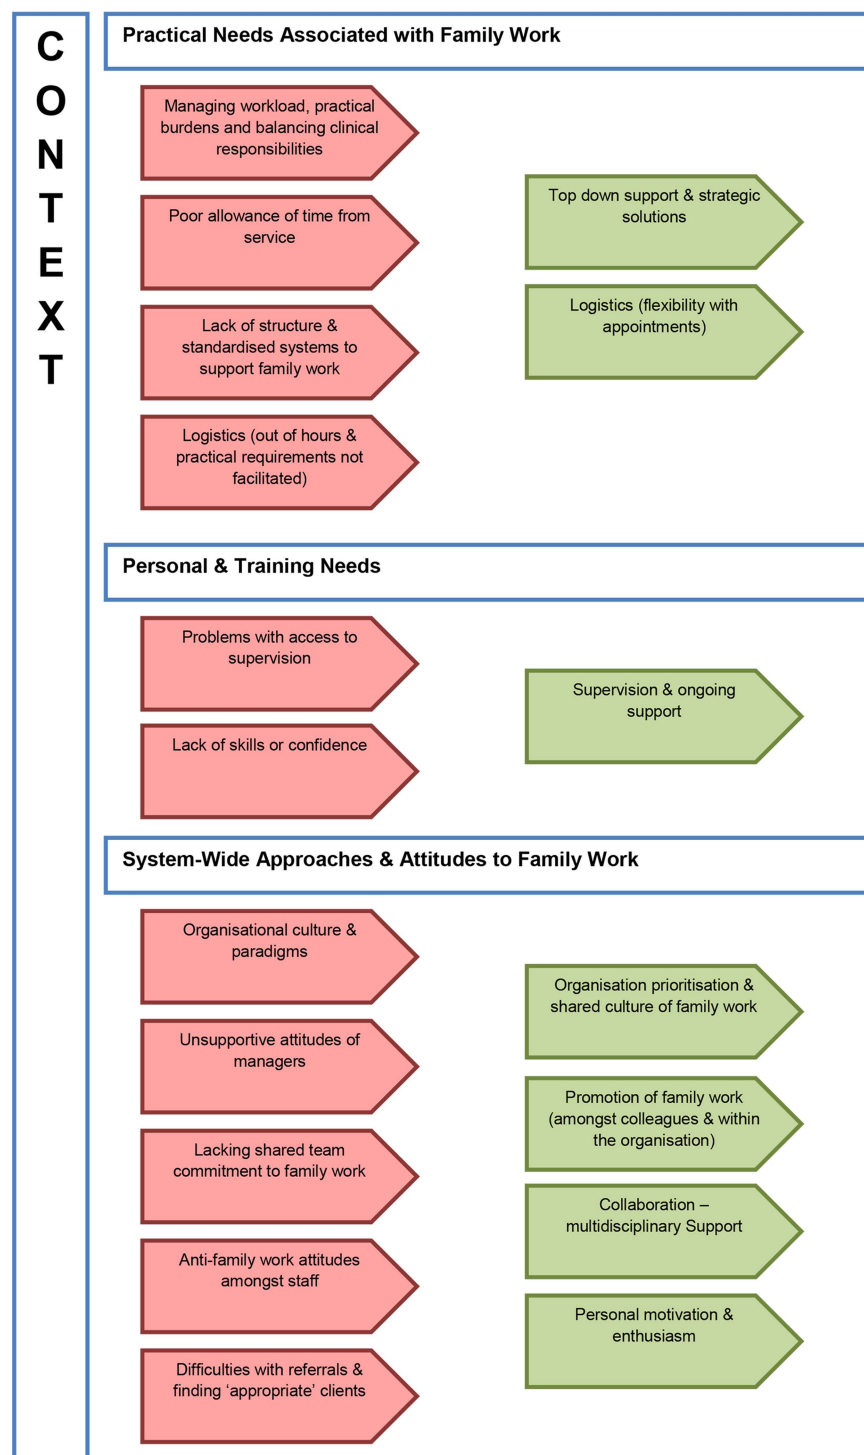 C
O
N
T
E
X
T
Practical Needs Associated with Family Work
Managing workload, practical
burdens and balancing clinical
responsibilities
Poor allowance of time from
service
Lack of structure &
standardised systems to
support family work
Logistics (out of hours &
practical requirements not
facilitated)
Top down support & strategic
solutions
Logistics (flexibility with
appointments)
Personal & Training Needs
Problems with access to
supervision
Lack of skills or confidence
Supervision & ongoing
support
System-Wide Approaches & Attitudes to Family Work
Organisational culture &
paradigms
Unsupportive attitudes of
managers
Lacking shared team
commitment to family work
Anti-family work attitudes
amongst staff
Difficulties with referrals &
finding ‘appropriate’ clients
Organisation prioritisation &
shared culture of family work
Promotion of family work
(amongst colleagues & within
the organisation)
Collaboration –
multidisciplinary Support
Personal motivation &
enthusiasm